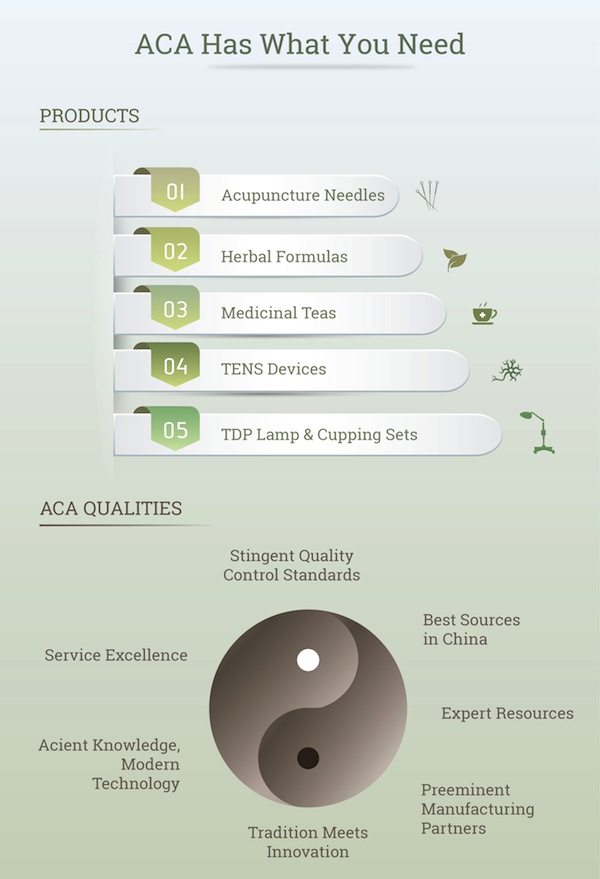 ACA Has What You Need
PRODUCTS
01 Acupuncture Needles
02 Herbal Formulas
03 Medicinal Teas
04 TENS Devices
05 TDP Lamp & Cupping Sets
ACA QUALITIES
Stingent Quality
Control Standards
Best Sources
in China
Expert Resources
Preeminent
Manufacturing
Partners
Tradition Meets
Innovation
Acient Knowledge,
Modern
Technology
Service Excellence